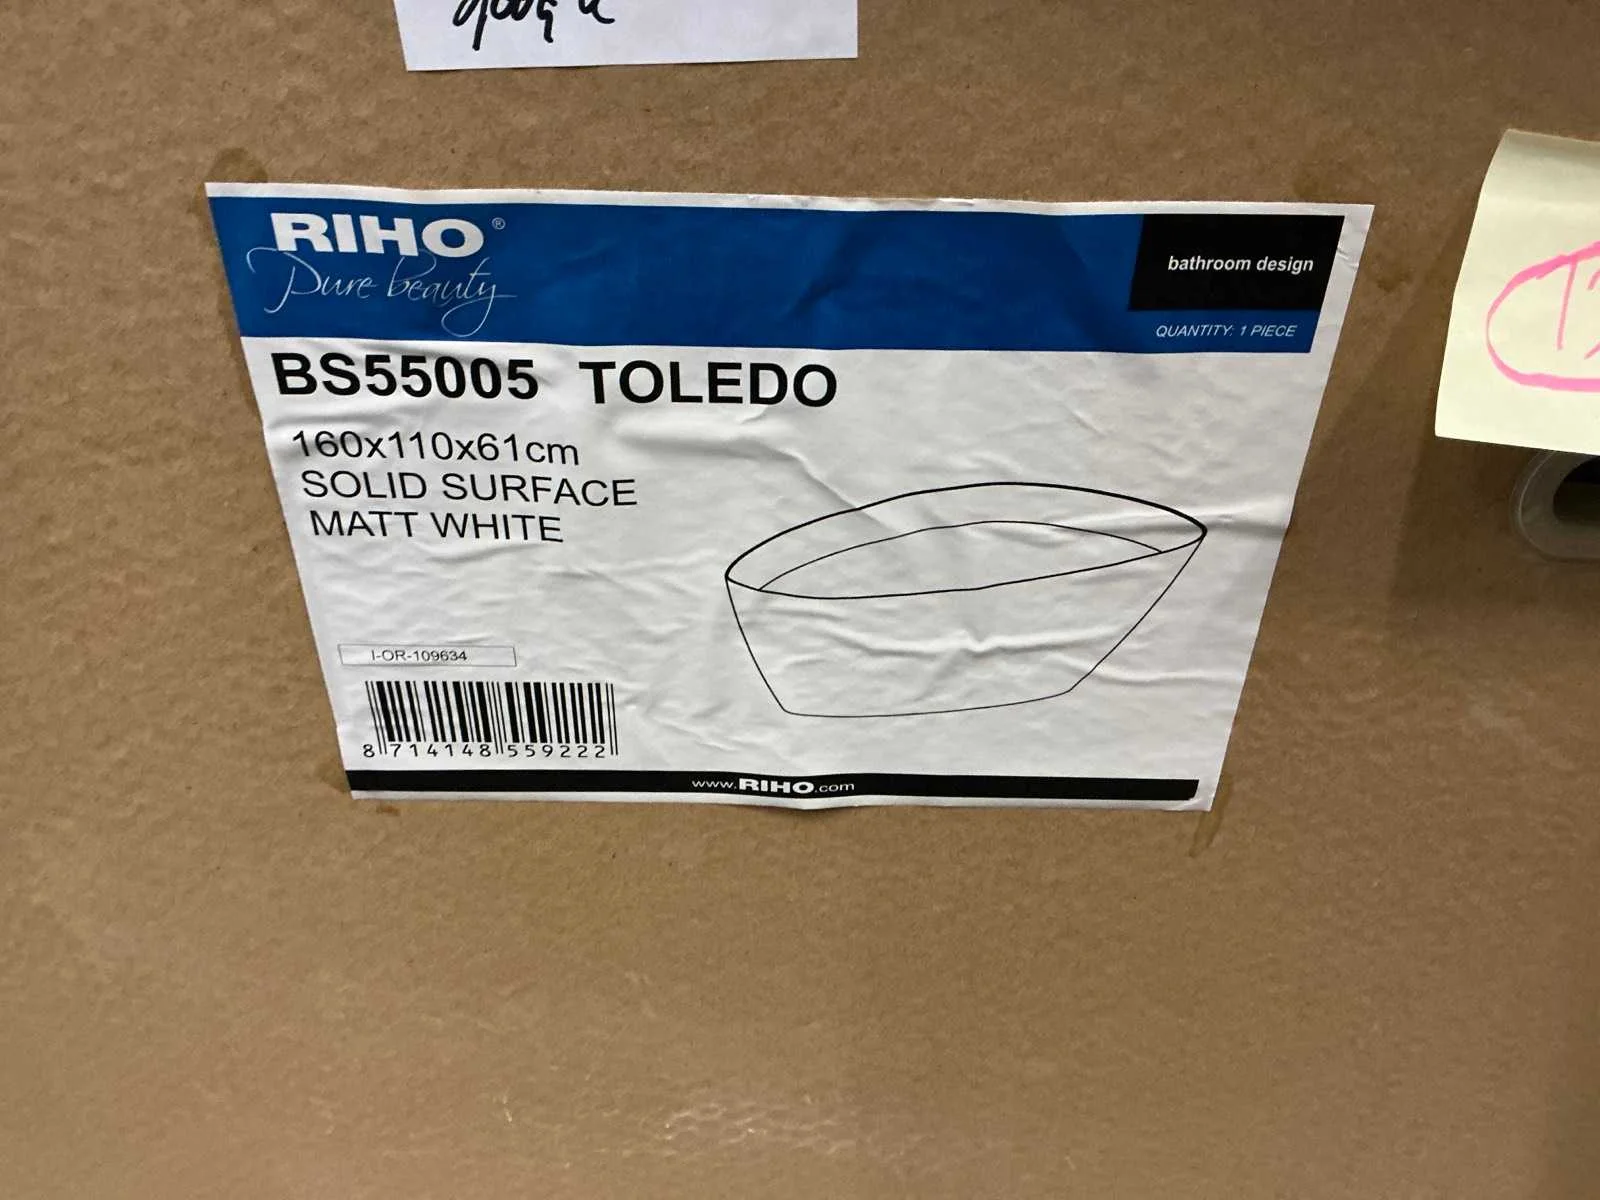 RIHO®
Pure beauty
bathroom design
QUANTITY: 1 PIECE
BS55005 TOLEDO
160x110x61cm
SOLID SURFACE
MATT WHITE
I-OR-109634
8 714148 559222
www.RIHO.com